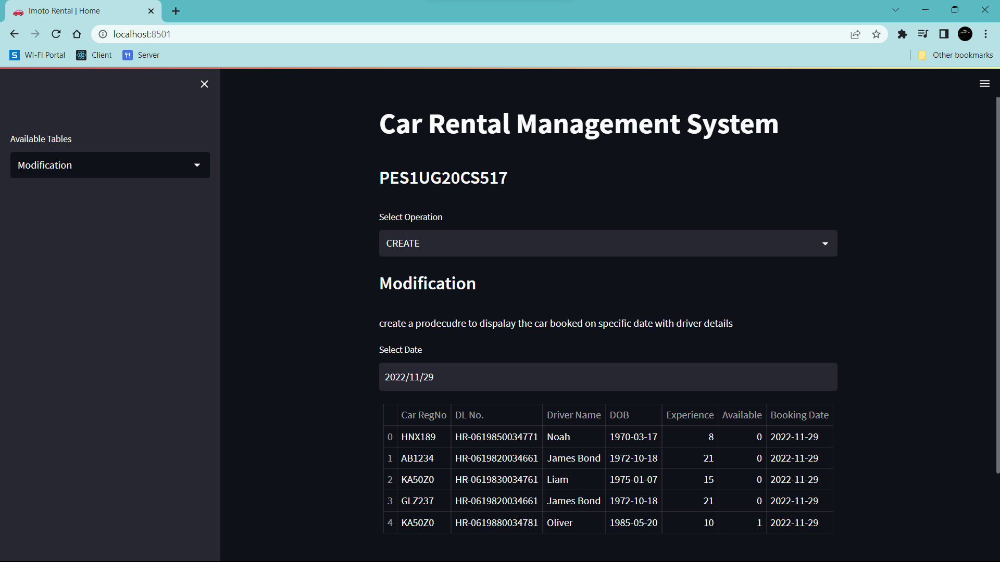 Imoto Rental | Home
localhost:8501
WI-FI Portal Client Server Other bookmarks
Available Tables
Modification
Car Rental Management System
PES1UG20CS517
Select Operation
CREATE
Modification
create a prodecudre to dispalay the car booked on specific date with driver details
Select Date
2022/11/29
Car RegNo DL No. Driver Name DOB Experience Available Booking Date
0 HNX189 HR-0619850034771 Noah 1970-03-17 8 0 2022-11-29
1 AB1234 HR-0619820034661 James Bond 1972-10-18 21 0 2022-11-29
2 KA50Z0 HR-0619830034761 Liam 1975-01-07 15 0 2022-11-29
3 GLZ237 HR-0619820034661 James Bond 1972-10-18 21 0 2022-11-29
4 KA50Z0 HR-0619880034781 Oliver 1985-05-20 10 1 2022-11-29